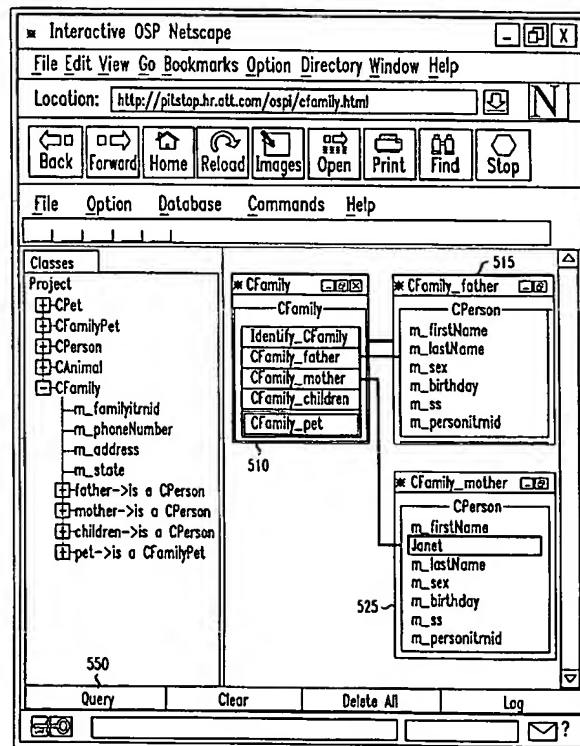 * Interactive OSP Netscape
File Edit View Go Bookmarks Option Directory Window Help
Location: http://pitstop.hr.att.com/ospi/cfamily.html
N
Back Forward Home Reload Images Open Print Find Stop
File Option Database Commands Help
Classes
Project
CPet
CFamilyPet
CPerson
CAnimal
CFamily
m_familyitrnid
m_phoneNumber
m_address
m_state
father->is a CPerson
mother->is a CPerson
children->is a CPerson
pet->is a CFamilyPet
* CFamily
CFamily
Identify_CFamily
CFamily_father
CFamily_mother
CFamily_children
CFamily_pet
510
515
* CFamily_father
CPerson
m_firstName
m_lastName
m_sex
m_birthday
m_ss
m_personitrnid
* CFamily_mother
CPerson
m_firstName
Janet
m_lastName
m_sex
m_birthday
m_ss
m_personitrnid
525
550
Query Clear Delete All Log
?